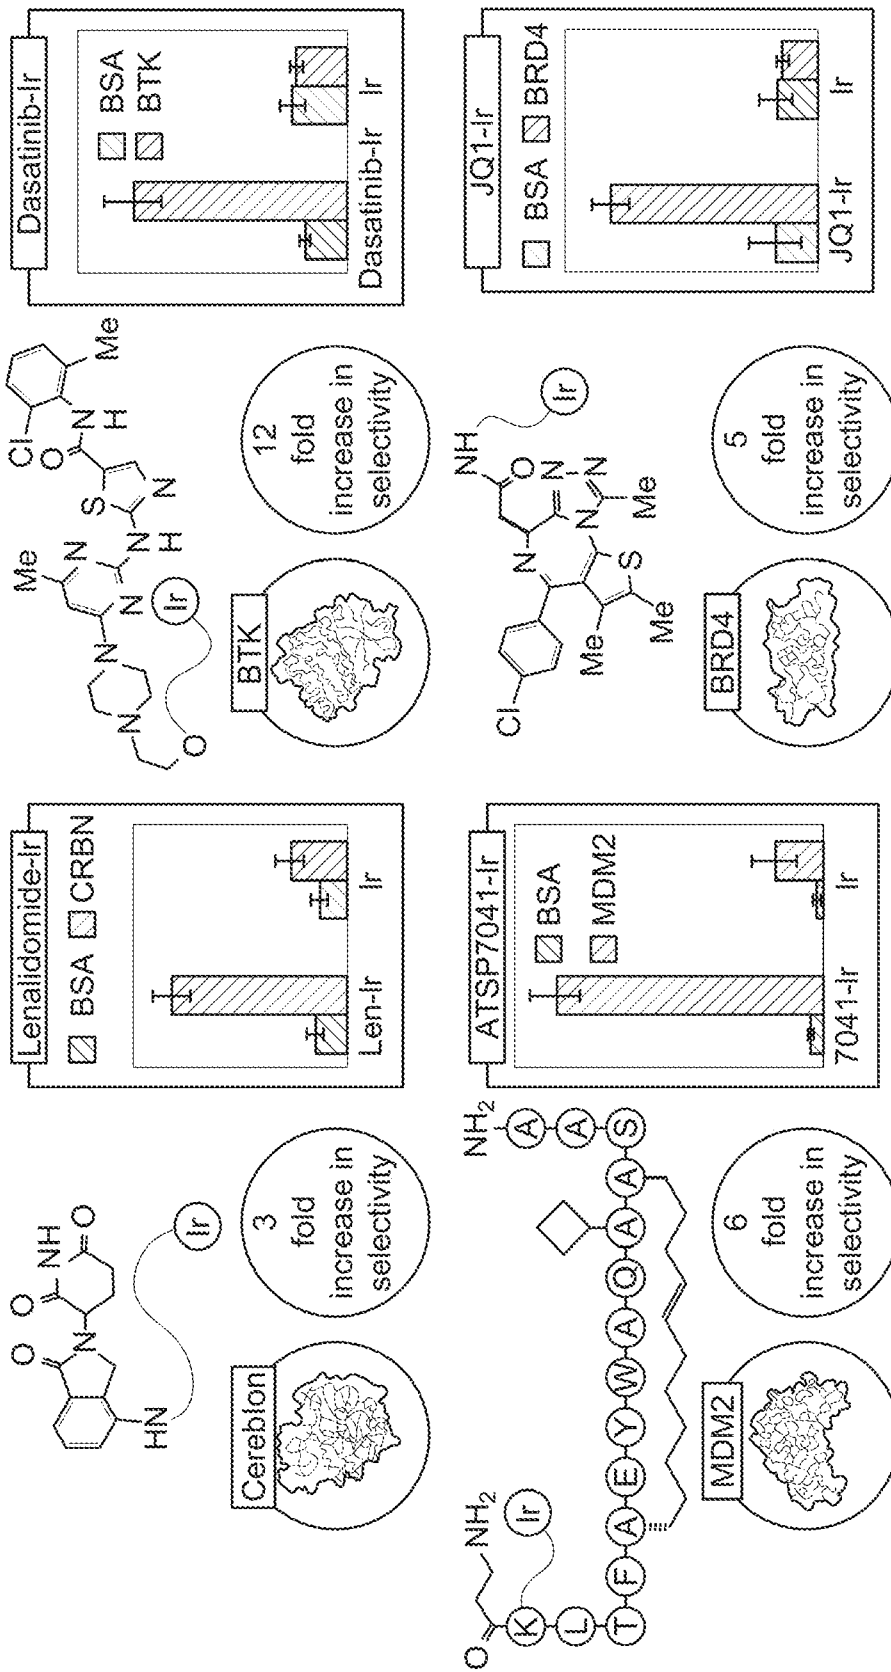 O
O
O
NH
N
HN
Ir
Cereblon
3
fold
increase in
selectivity
Lenalidomide-Ir
BSA
CRBN
Len-Ir
Ir
Me
N
N
N
N
N
H
S
N
O
Cl
N
H
Me
O
Ir
BTK
12
fold
increase in
selectivity
Dasatinib-Ir
BSA
BTK
Dasatinib-Ir
Ir
O
NH2
Ir
K
L
T
F
A
E
Y
W
A
Q
A
A
S
A
A
NH2
MDM2
6
fold
increase in
selectivity
ATSP7041-Ir
BSA
MDM2
7041-Ir
Ir
Cl
N
O
NH
Ir
N
N
N
Me
S
Me
Me
BRD4
5
fold
increase in
selectivity
JQ1-Ir
BSA
BRD4
JQ1-Ir
Ir